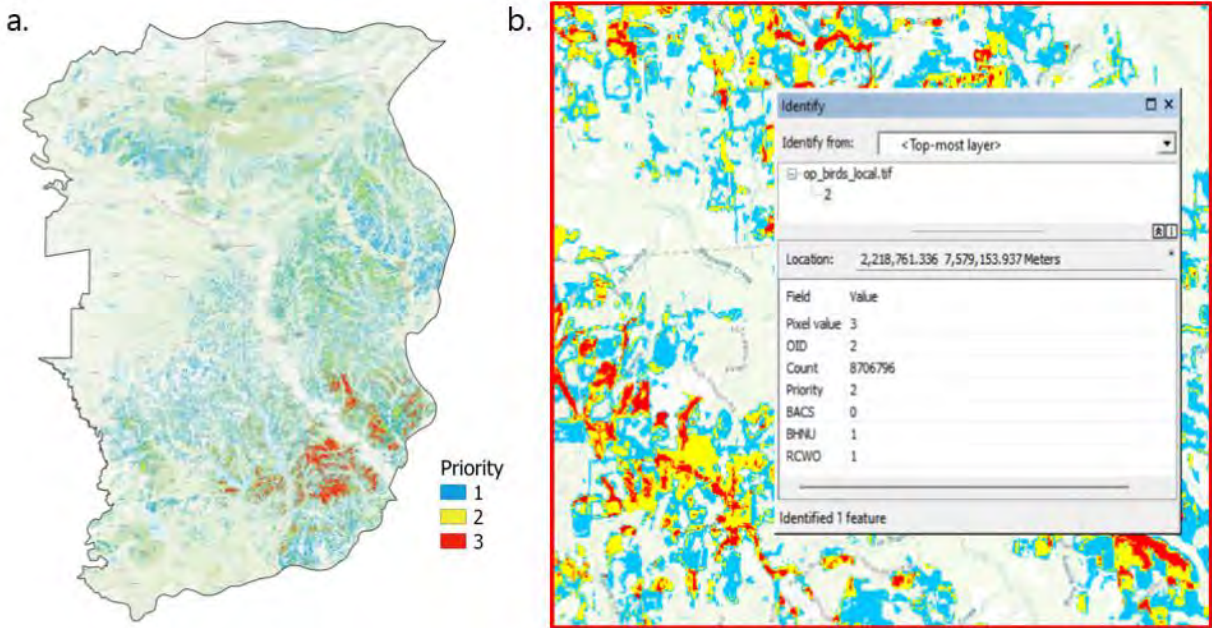 a.
Priority
1
2
3
b.
Identify
Identify from: <Top-most layer>
op_birds_local.tif
2
Location: 2,218,761.336 7,579,153.937 Meters
Field Value
Pixel value 3
OID 2
Count 8706796
Priority 2
BACS 0
BHNU 1
RCWO 1
Identified 1 feature